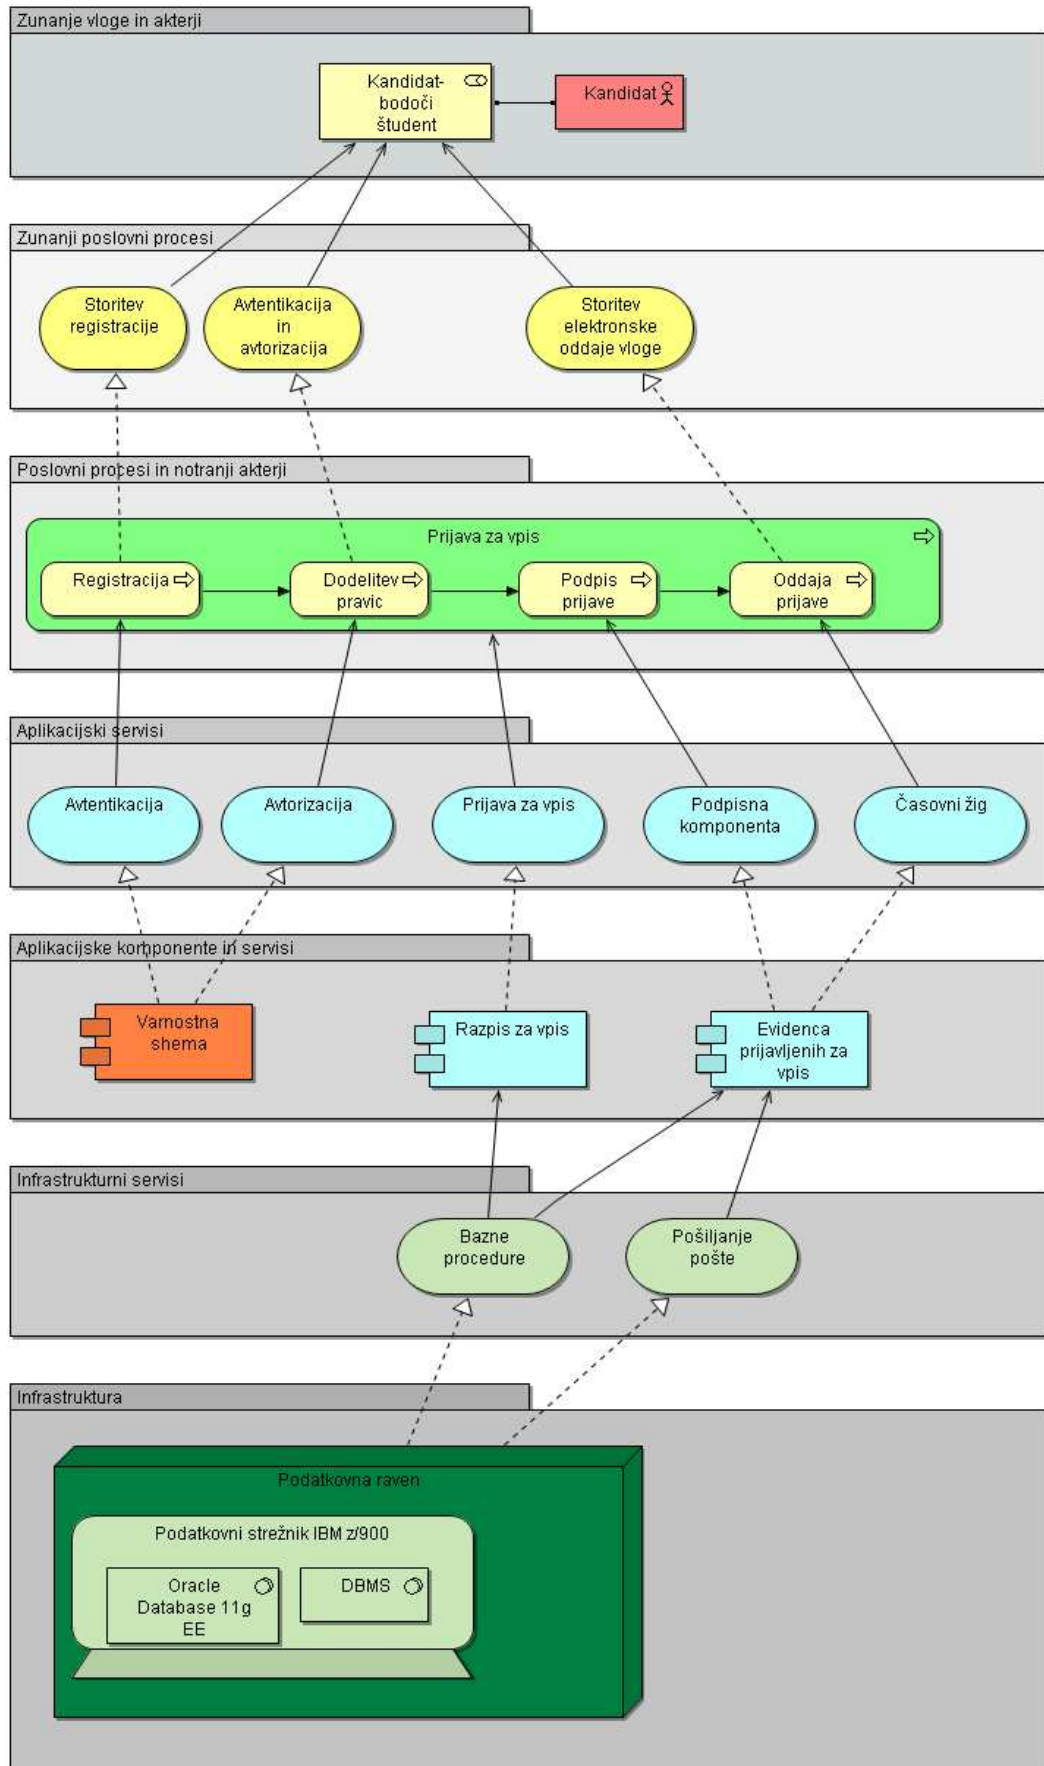 Zunanje vloge in akterji
Kandidat-
bodoči
študent
Kandidat
Zunanji poslovni procesi
Storitev
registracije
Avtentikacija
in
avtorizacija
Storitev
elektronske
oddaje vloge
Poslovni procesi in notranji akterji
Prijava za vpis
Registracija
Dodelitev
pravic
Podpis
prijave
Oddaja
prijave
Aplikacijski servisi
Avtentikacija
Avtorizacija
Prijava za vpis
Podpisna
komponenta
Časovni žig
Aplikacijske komponente in servisi
Varnostna
shema
Razpis za vpis
Evidenca
prijavljenih za
vpis
Infrastrukturni servisi
Bazne
procedure
Pošiljanje
pošte
Infrastruktura
Podatkovna raven
Podatkovni strežnik IBM z/900
Oracle
Database 11g
EE
DBMS